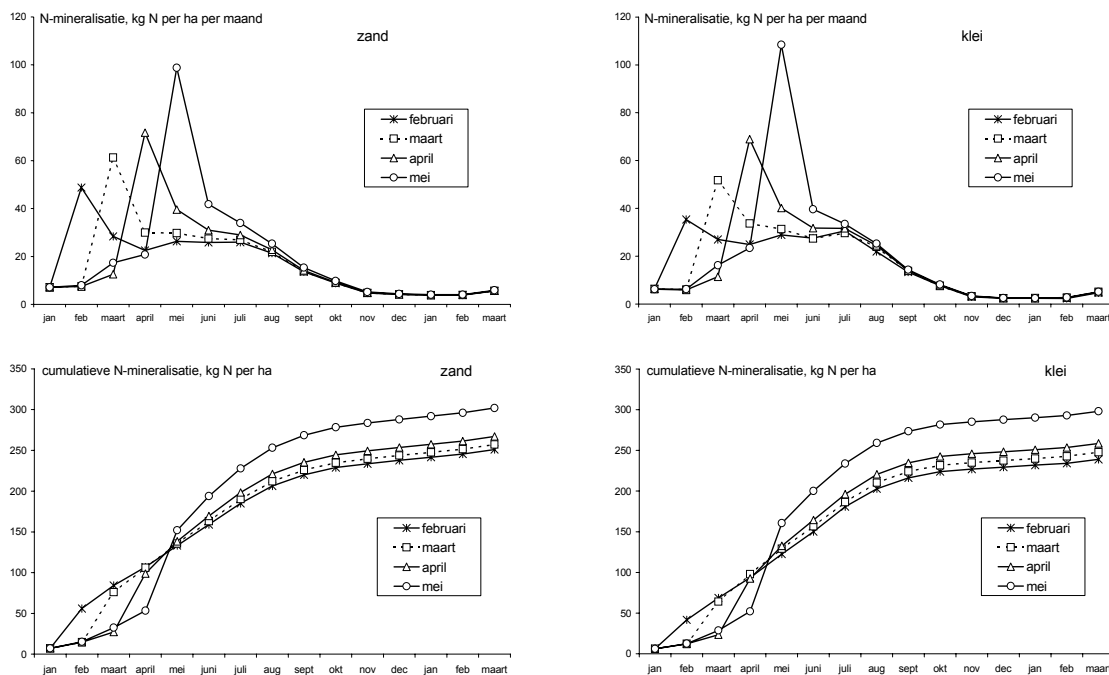 N-mineralisatie, kg N per ha per maand
zand
120
100
80
60
40
20
0
februari
maart
april
mei
jan feb maart april mei juni juli aug sept okt nov dec jan feb maart
N-mineralisatie, kg N per ha per maand
klei
120
100
80
60
40
20
0
februari
maart
april
mei
jan feb maart april mei juni juli aug sept okt nov dec jan feb maart
cumulatieve N-mineralisatie, kg N per ha
zand
350
300
250
200
150
100
50
0
februari
maart
april
mei
jan feb maart april mei juni juli aug sept okt nov dec jan feb maart
cumulatieve N-mineralisatie, kg N per ha
klei
350
300
250
200
150
100
50
0
februari
maart
april
mei
jan feb maart april mei juni juli aug sept okt nov dec jan feb maart